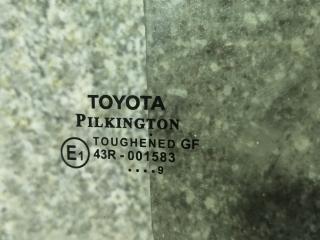 TOYOTA
PILKINGTON
TOUGHENED GF
E1 43R - 001583
....9